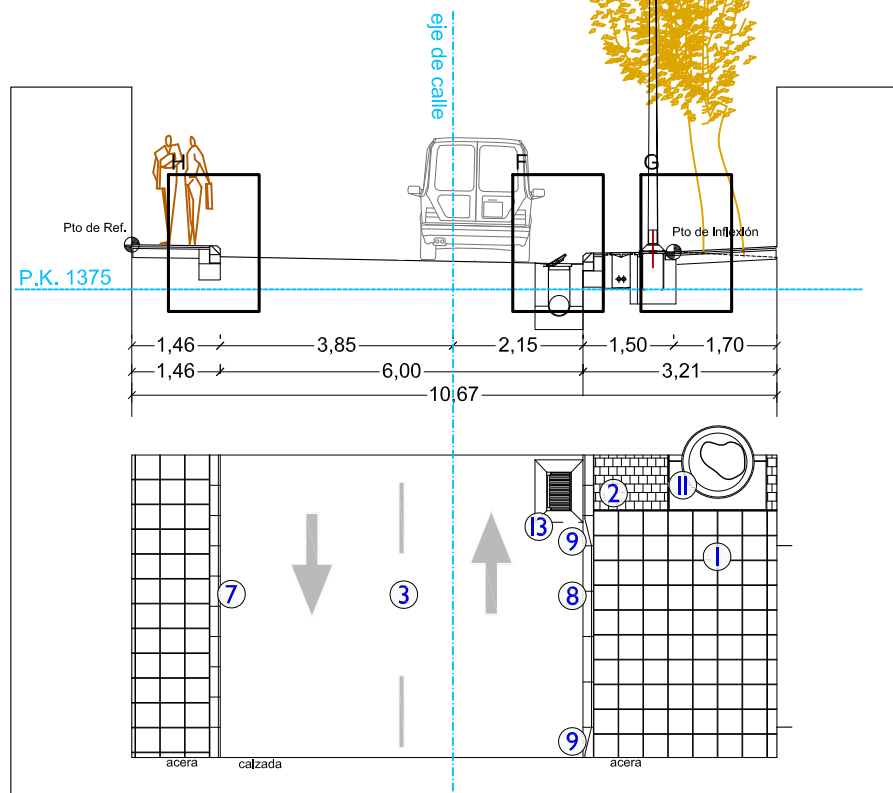 eje de calle
H
F
G
Pto de Ref.
Pto de Inflexión
P.K. 1375
1,46 3,85 2,15 1,50 1,70
1,46 6,00 3,21
10,67
2
11
13
9
1
7
3
8
9
acera calzada acera